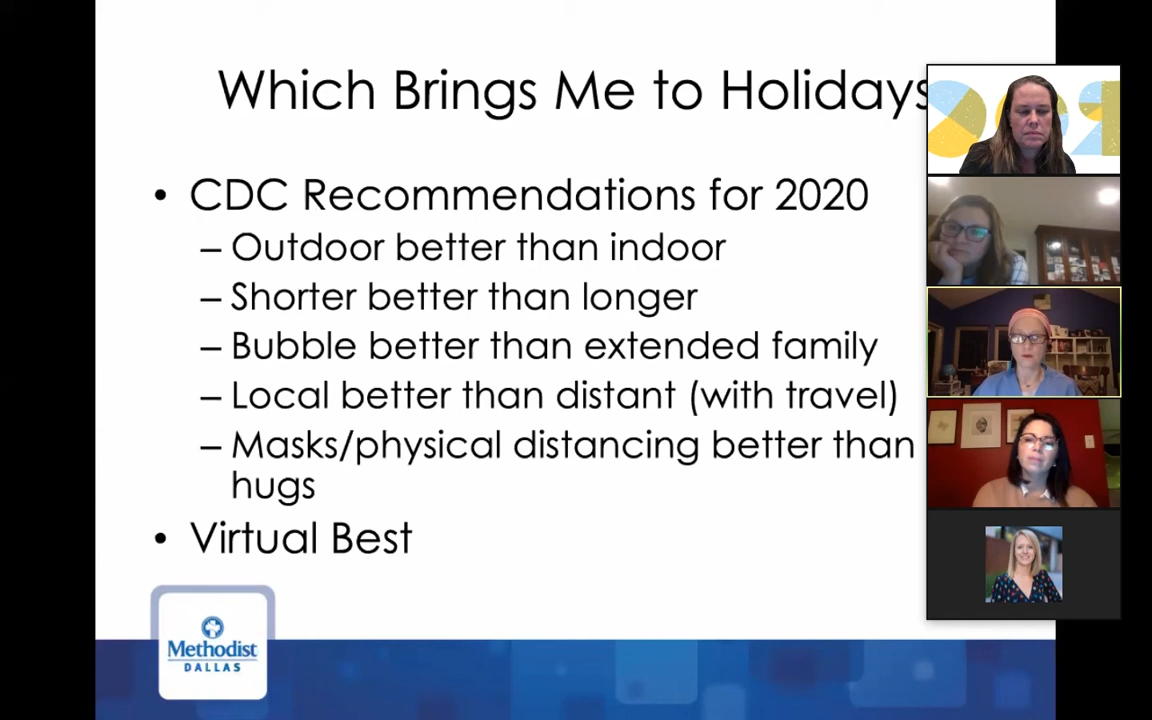 Which Brings Me to Holidays
• CDC Recommendations for 2020
– Outdoor better than indoor
– Shorter better than longer
– Bubble better than extended family
– Local better than distant (with travel)
– Masks/physical distancing better than
hugs
• Virtual Best
Methodist
DALLAS